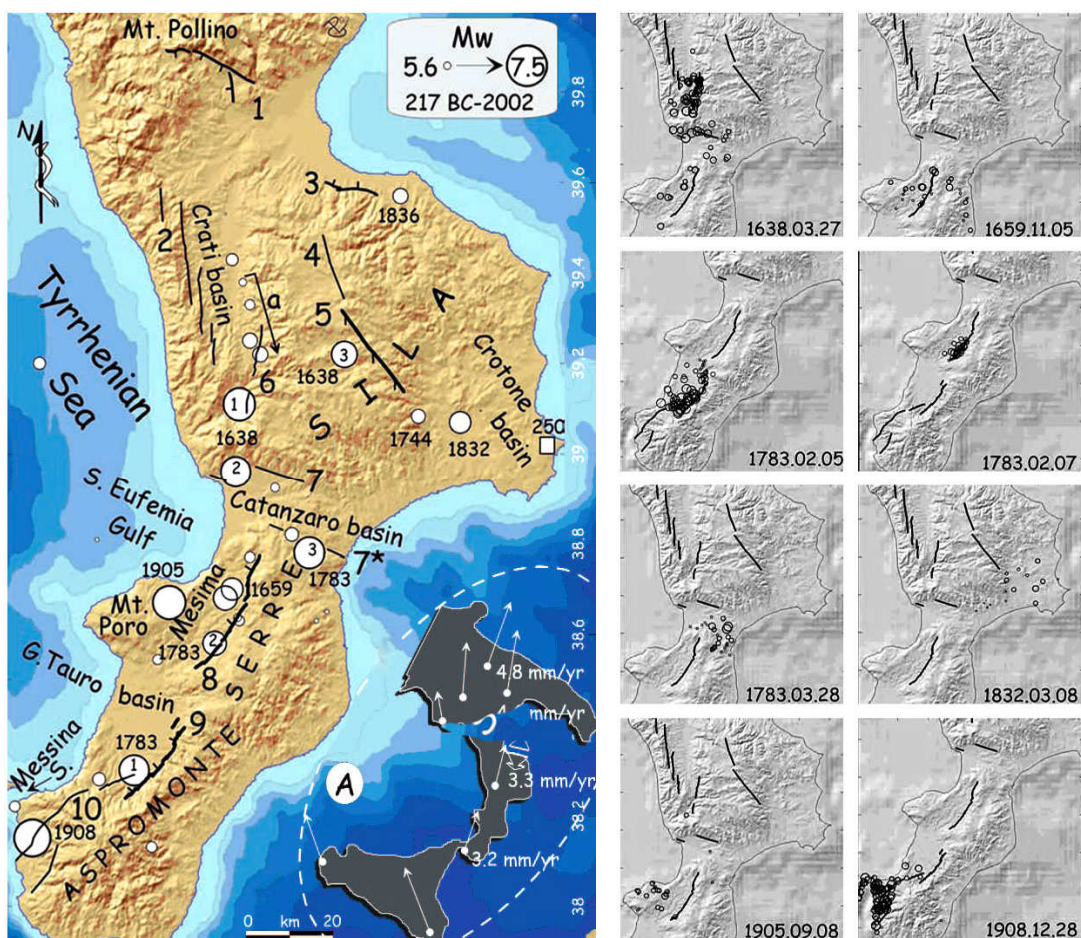 Mt. Pollino
Mw
5.6
7.5
217 BC-2002
N
1
39.8
39.6
3
1836
2
Crati basin
4
39.4
a
5
A
Tyrrhenian
Sea
L
3
1638
I
6
Crotone
basin
39.2
1
1638
S
1744
1832
250
39
2
7
S. Eufemia
Gulf
Catanzaro basin
38.8
3
1783
7*
1905
1659
Mt.
Poro
Mesima
2
1783
8
SERRE
38.6
G. Tauro
basin
4.8 mm/yr
mm/yr
9
1783
1
Messina
S.
3.3 mm/yr
A
10
1908
ASPROMONTE
38.2
3.2 mm/yr
0 km 20
38
1638.03.27
1659.11.05
1783.02.05
1783.02.07
1783.03.28
1832.03.08
1905.09.08
1908.12.28